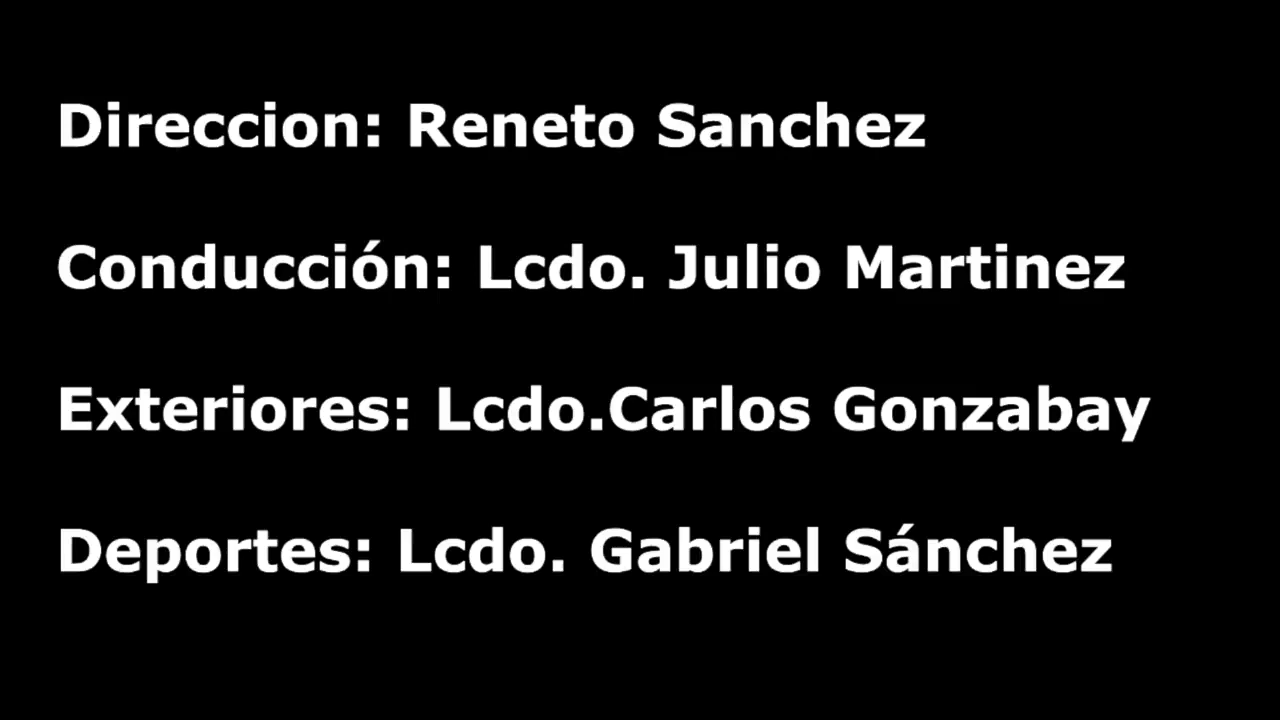 Direccion: Reneto Sanchez
Conducción: Lcdo. Julio Martinez
Exteriores: Lcdo.Carlos Gonzabay
Deportes: Lcdo. Gabriel Sánchez